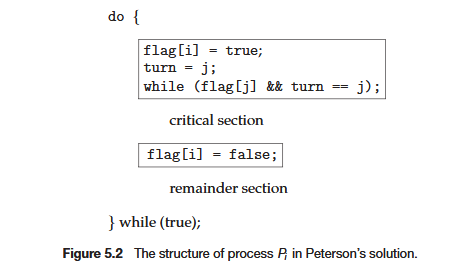 do {
flag[i] = true;
turn = j;
while (flag[j] && turn == j);
critical section
flag[i] = false;
remainder section
} while (true);
Figure 5.2 The structure of process Pi in Peterson's solution.